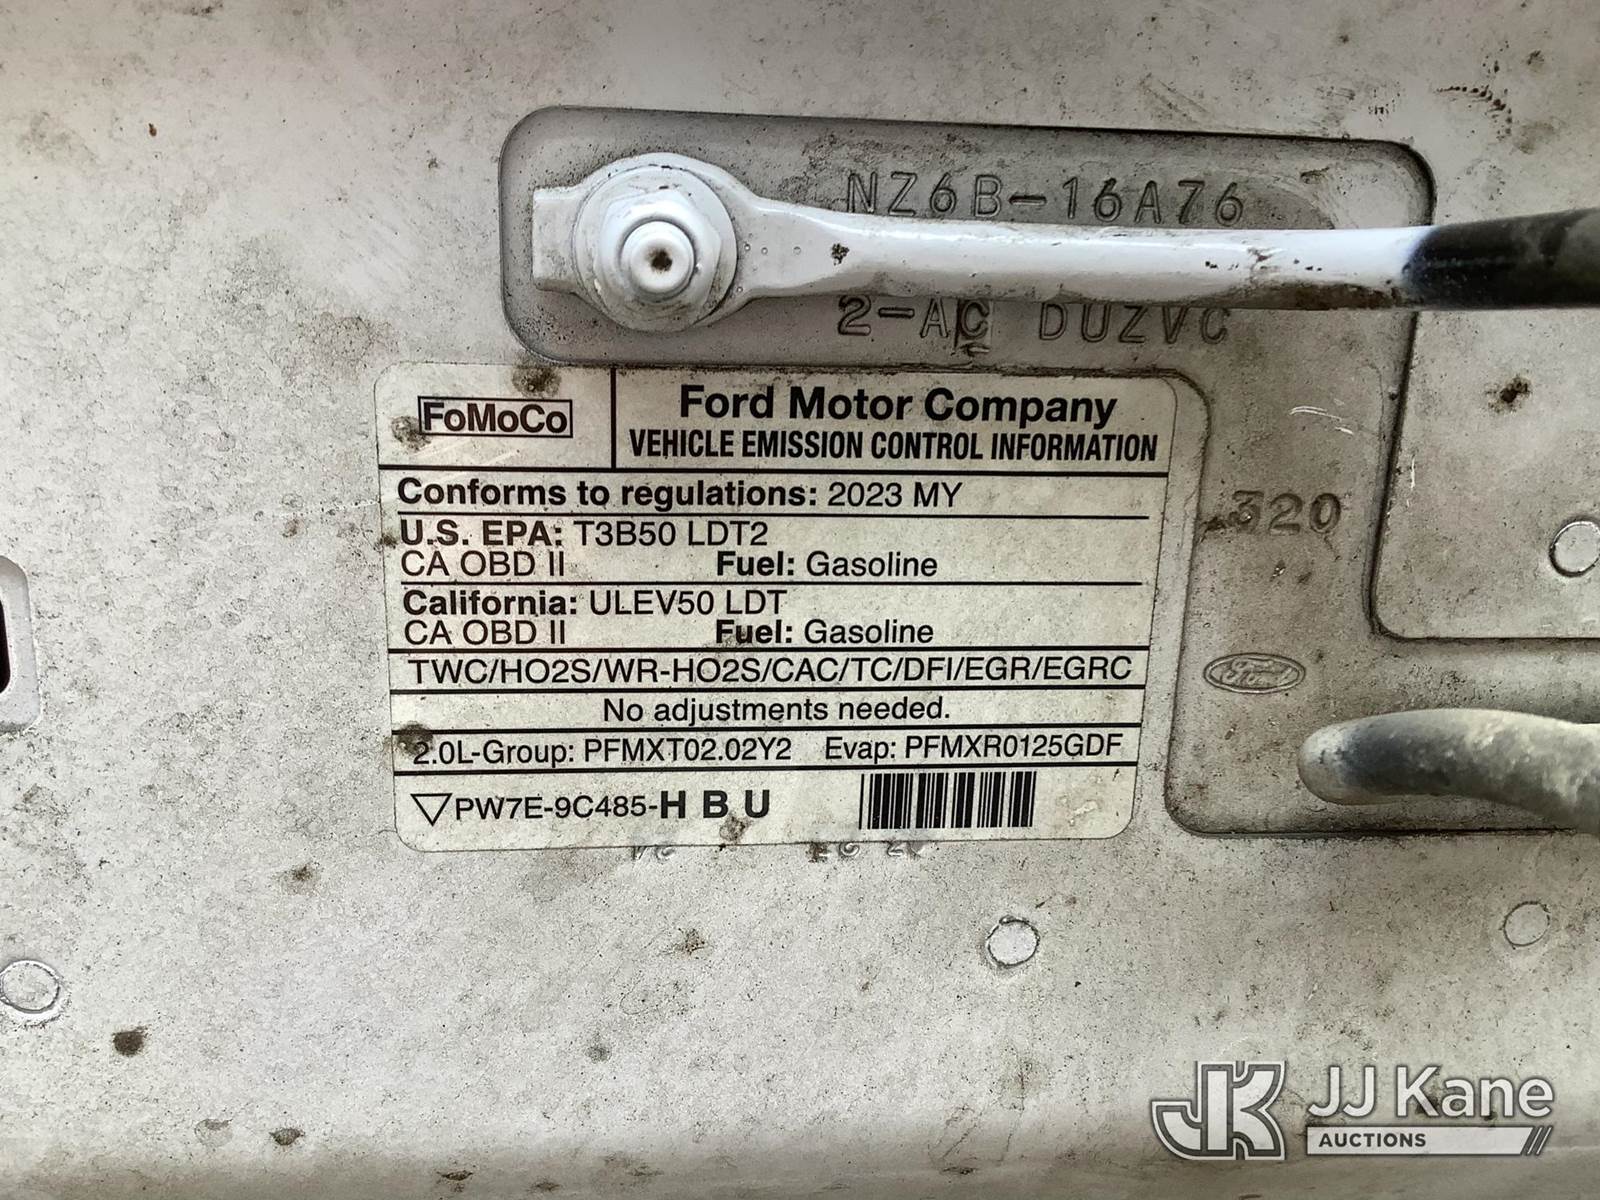 NZ6B-16A76
2-AC DUZVC
FoMoCo
Ford Motor Company
VEHICLE EMISSION CONTROL INFORMATION
Conforms to regulations: 2023 MY
U.S. EPA: T3B50 LDT2
CA OBD II Fuel: Gasoline
California: ULEV50 LDT
CA OBD II Fuel: Gasoline
TWC/HO2S/WR-HO2S/CAC/TC/DFI/EGR/EGRC
No adjustments needed.
2.0L-Group: PFMXT02.02Y2 Evap: PFMXR0125GDF
PW7E-9C485-H B U
320
Ford
JK JJ Kane
AUCTIONS